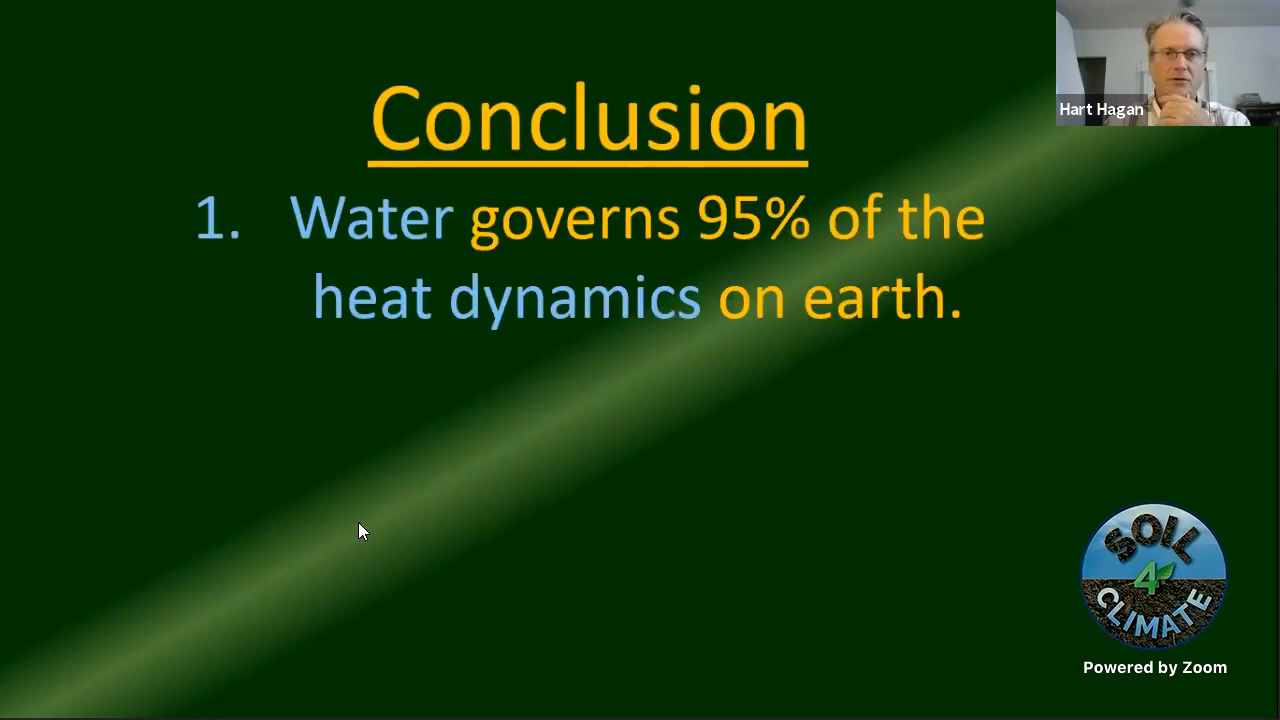 Conclusion
Hart Hagan
1. Water governs 95% of the
heat dynamics on earth.
SOIL
4
CLIMATE
Powered by Zoom